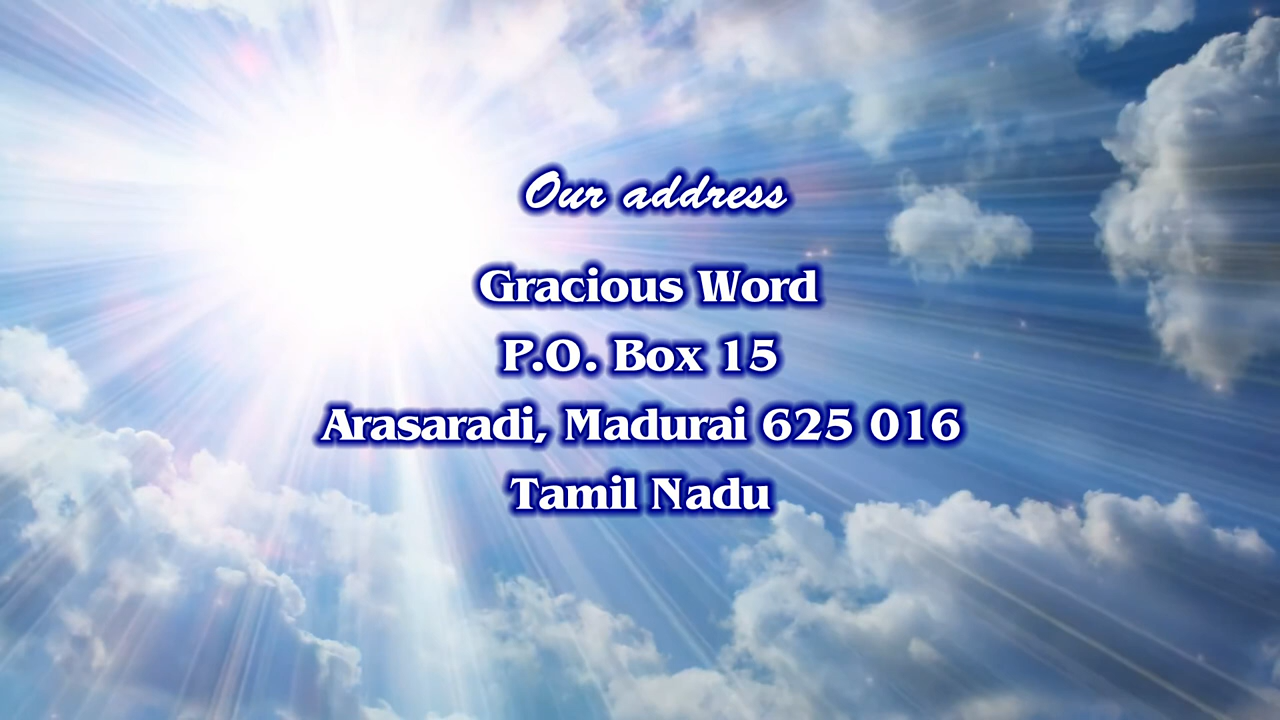 Our address
Gracious Word
P.O. Box 15
Arasaradi, Madurai 625 016
Tamil Nadu